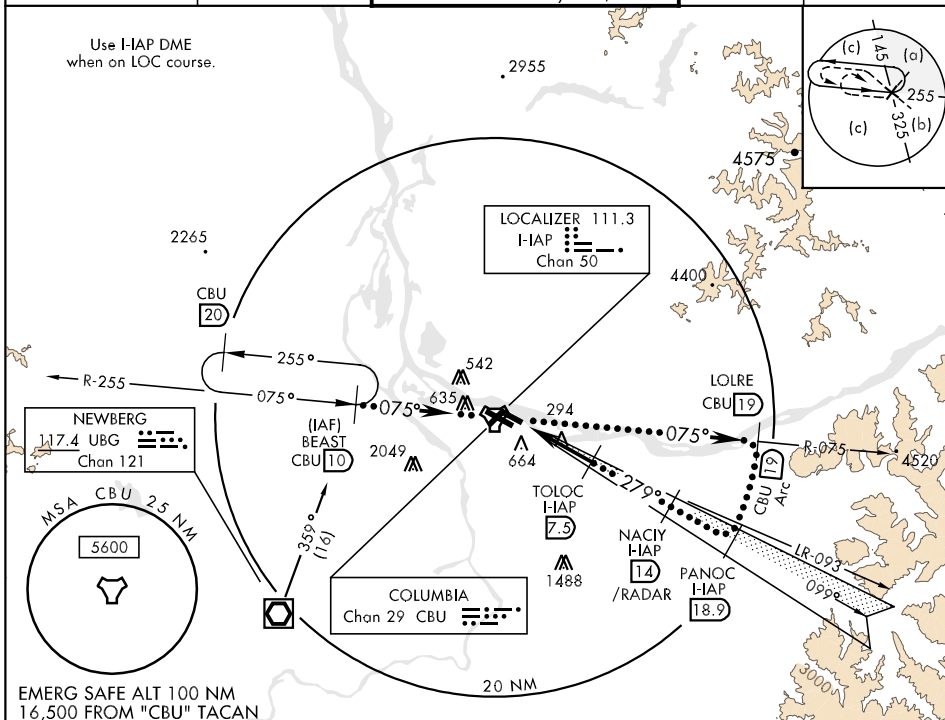 Use I-IAP DME
when on LOC course.
2955
(c)
145
(a)
255
(c)
325
(b)
4575
LOCALIZER 111.3
I-IAP
Chan 50
2265
4400
CBU
20
255°
R-255
075°
075°
542
635
294
LOLRE
CBU 19
075°
R-075
4520
NEWBERG
117.4 UBG
Chan 121
(IAF)
BEAST
CBU 10
2049
664
CBU 19
Arc
MSA CBU 25 NM
5600
359°
(16)
TOLOC
I-IAP
7.5
279°
NACIY
I-IAP
14
/RADAR
LR-093
099°
1488
PANOC
I-IAP
18.9
COLUMBIA
Chan 29 CBU
3000
20 NM
EMERG SAFE ALT 100 NM
16,500 FROM "CBU" TACAN